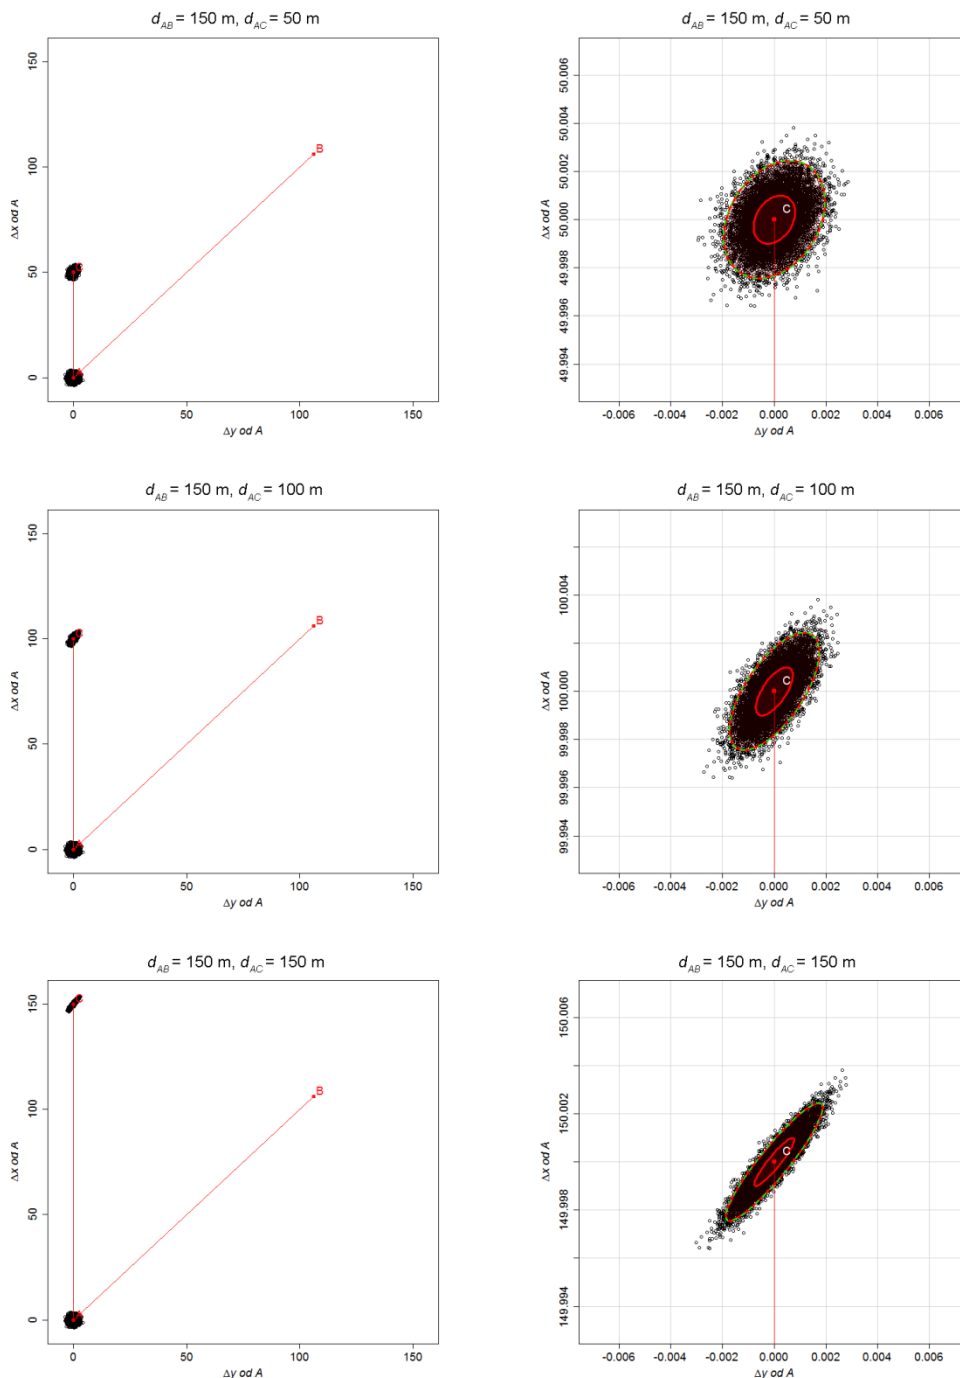 d_AB = 150 m, d_AC = 50 m
150
100
50
0
Δx od A
B
0 50 100 150
Δy od A
d_AB = 150 m, d_AC = 50 m
50.006
50.004
50.002
50.000
49.998
49.996
49.994
Δx od A
C
-0.006 -0.004 -0.002 0.000 0.002 0.004 0.006
Δy od A
d_AB = 150 m, d_AC = 100 m
150
100
50
0
Δx od A
B
0 50 100 150
Δy od A
d_AB = 150 m, d_AC = 100 m
100.004
100.000
99.998
99.996
99.994
Δx od A
C
-0.006 -0.004 -0.002 0.000 0.002 0.004 0.006
Δy od A
d_AB = 150 m, d_AC = 150 m
150
100
50
0
Δx od A
B
0 50 100 150
Δy od A
d_AB = 150 m, d_AC = 150 m
150.006
150.002
149.998
149.994
Δx od A
C
-0.006 -0.004 -0.002 0.000 0.002 0.004 0.006
Δy od A